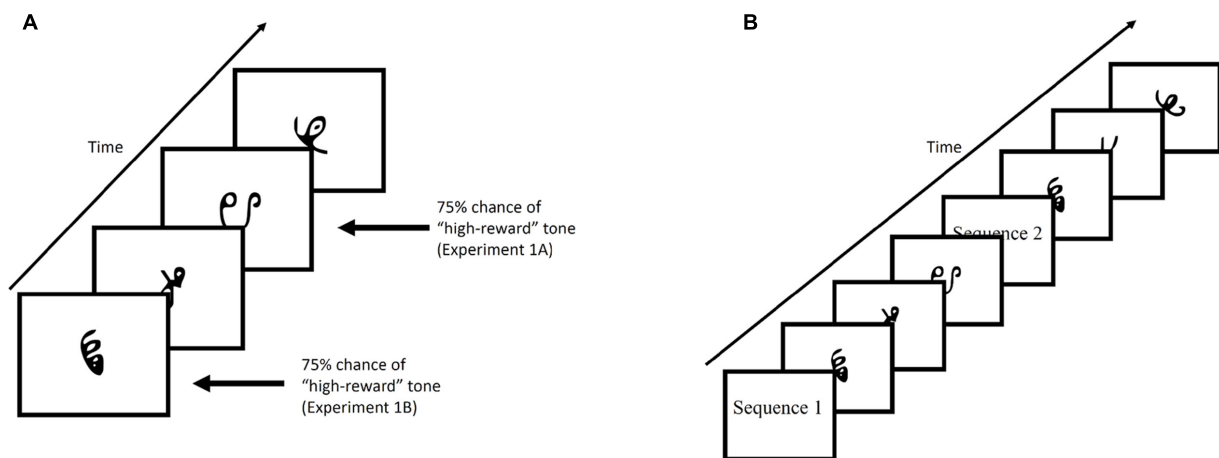 A
Time
75% chance of
“high-reward” tone
(Experiment 1A)
75% chance of
“high-reward” tone
(Experiment 1B)
B
Time
Sequence 2
Sequence 1